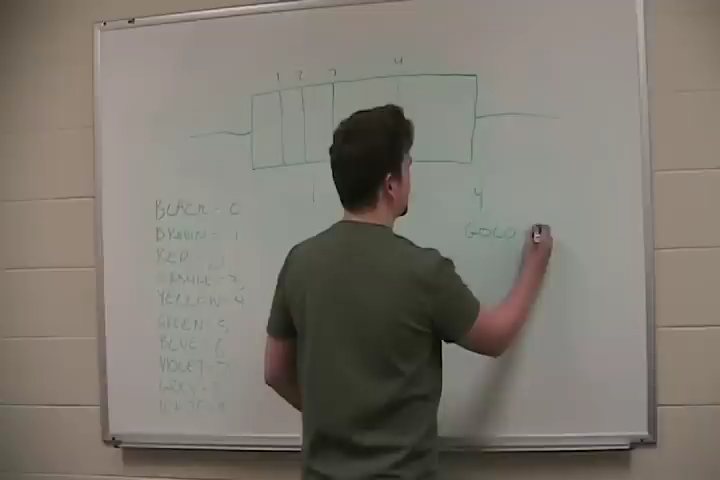 1 2 3 4
1 4
BLACK - 0
BROWN - 1
RED
ORANGE - 3
YELLOW - 4
GREEN - 5
BLUE - 6
VIOLET - 7
GREY - 8
WHITE - 9
GOLD